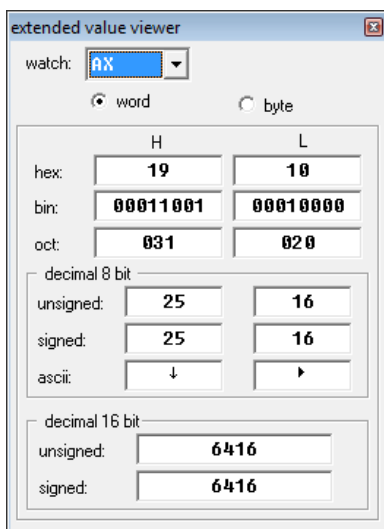 extended value viewer
watch: AX
word byte
H L
hex: 19 10
bin: 00011001 00010000
oct: 031 020
decimal 8 bit
unsigned: 25 16
signed: 25 16
ascii: ↓ ►
decimal 16 bit
unsigned: 6416
signed: 6416